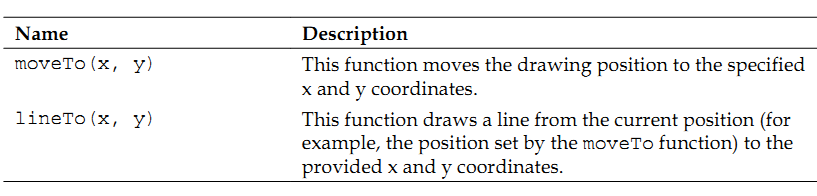 Name Description
moveTo(x, y) This function moves the drawing position to the specified
x and y coordinates.
lineTo(x, y) This function draws a line from the current position (for
example, the position set by the moveTo function) to the
provided x and y coordinates.